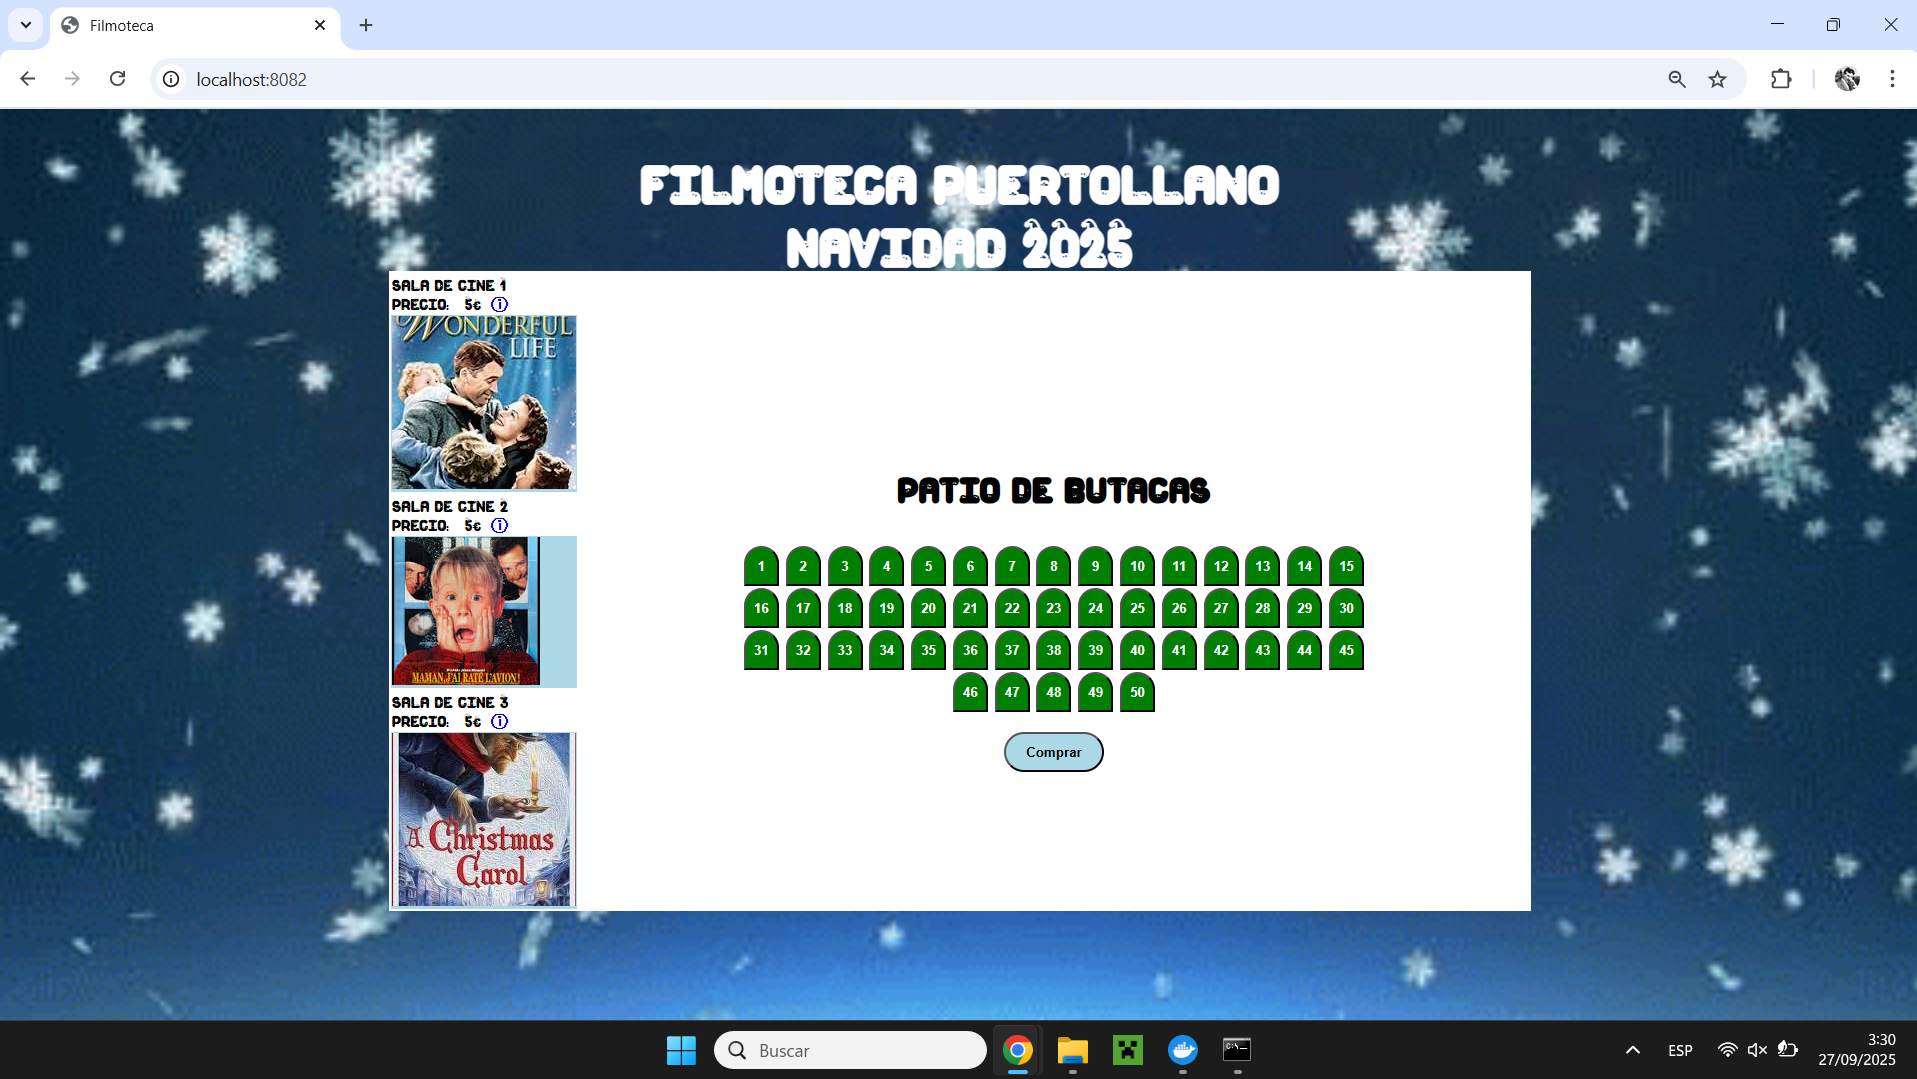 Filmoteca
localhost:8082
FILMOTECA PUERTOLLANO
NAVIDAD 2025
SALA DE CINE 1
PRECIO: 5€
WONDERFUL
LIFE
SALA DE CINE 2
PRECIO: 5€
MAMAN, J'AI RATÉ L'AVION!
SALA DE CINE 3
PRECIO: 5€
A Christmas
Carol
PATIO DE BUTACAS
1 2 3 4 5 6 7 8 9 10 11 12 13 14 15
16 17 18 19 20 21 22 23 24 25 26 27 28 29 30
31 32 33 34 35 36 37 38 39 40 41 42 43 44 45
46 47 48 49 50
Comprar
Buscar
ESP
3:30
27/09/2025